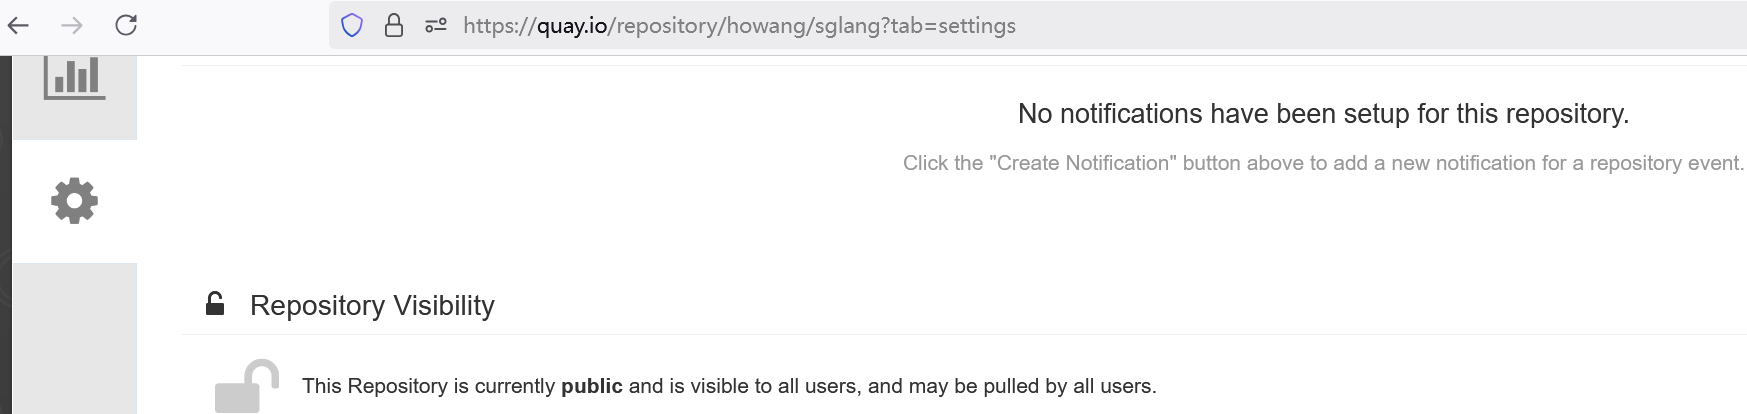 https://quay.io/repository/howang/sglang?tab=settings
No notifications have been setup for this repository.
Click the "Create Notification" button above to add a new notification for a repository event.
Repository Visibility
This Repository is currently public and is visible to all users, and may be pulled by all users.